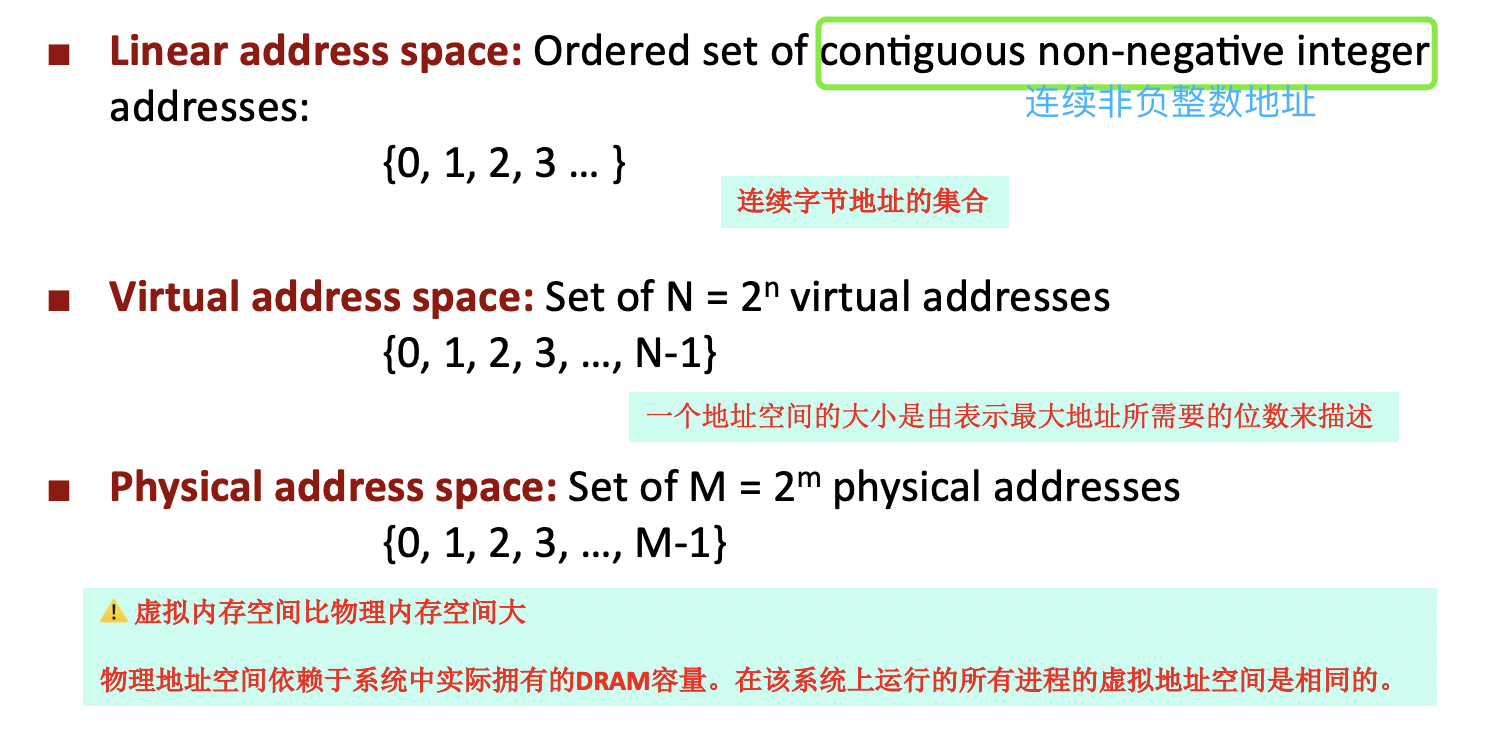 ■ Linear address space: Ordered set of contiguous non-negative integer
addresses:
连续非负整数地址
{0, 1, 2, 3 … }
连续字节地址的集合
■ Virtual address space: Set of N = 2ⁿ virtual addresses
{0, 1, 2, 3, …, N-1}
一个地址空间的大小是由表示最大地址所需要的位数来描述
■ Physical address space: Set of M = 2ᵐ physical addresses
{0, 1, 2, 3, …, M-1}
⚠️ 虚拟内存空间比物理内存空间大
物理地址空间依赖于系统中实际拥有的DRAM容量。在该系统上运行的所有进程的虚拟地址空间是相同的。